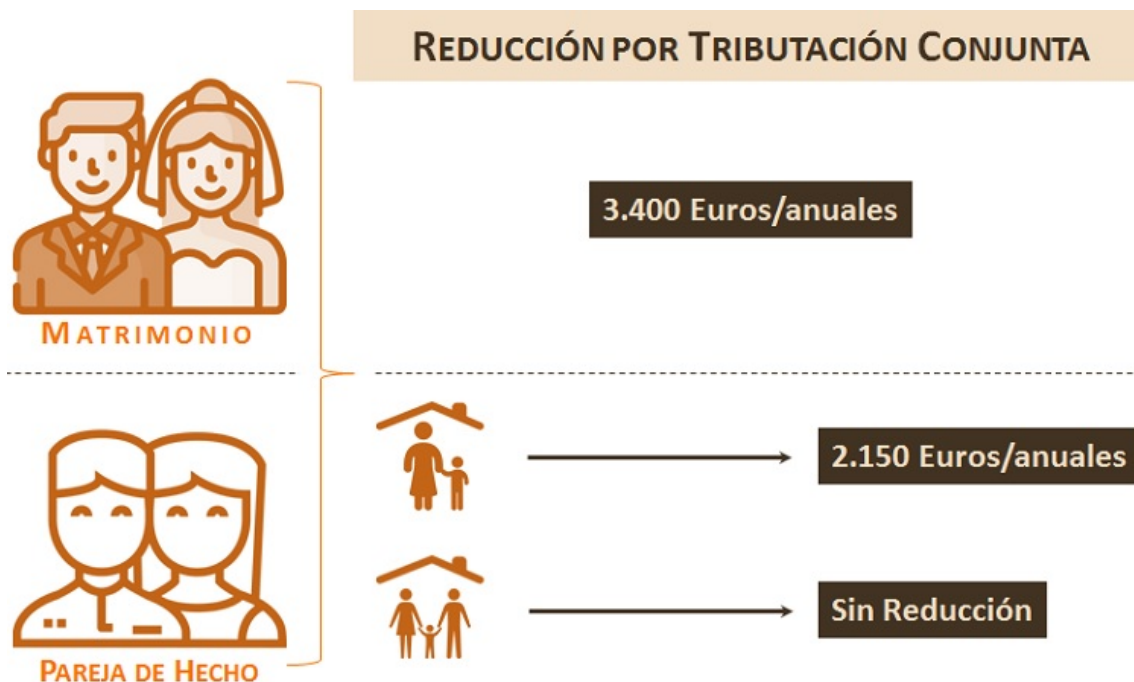 REDUCCIÓN POR TRIBUTACIÓN CONJUNTA
3.400 Euros/anuales
MATRIMONIO
2.150 Euros/anuales
Sin Reducción
PAREJA DE HECHO